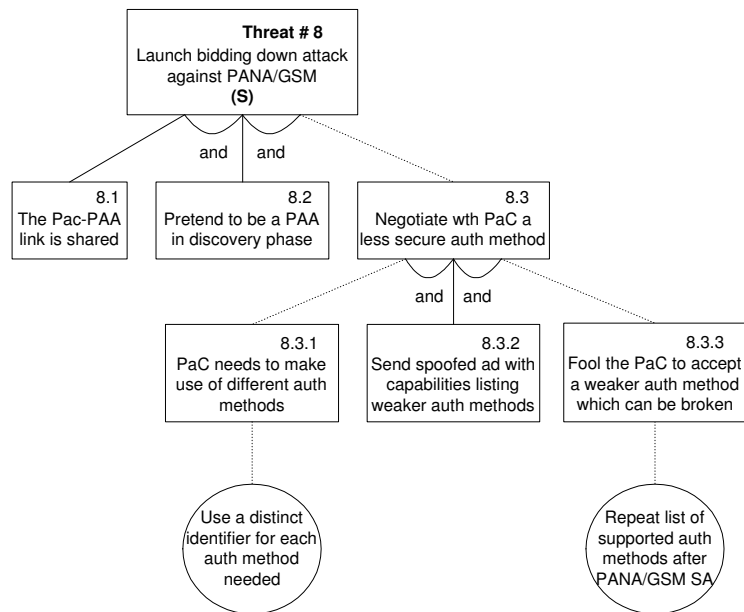 Threat # 8
Launch bidding down attack
against PANA/GSM
(S)
and
and
8.1
The Pac-PAA
link is shared
8.2
Pretend to be a PAA
in discovery phase
8.3
Negotiate wth PaC a
less secure auth method
and
and
8.3.1
PaC needs to make
use of different auth
methods
8.3.2
Send spoofed ad with
capabilities listing
weaker auth methods
8.3.3
Fool the PaC to accept
a weaker auth method
which can be broken
Use a distinct
identifier for each
auth method
needed
Repeat list of
supported auth
methods after
PANA/GSM SA